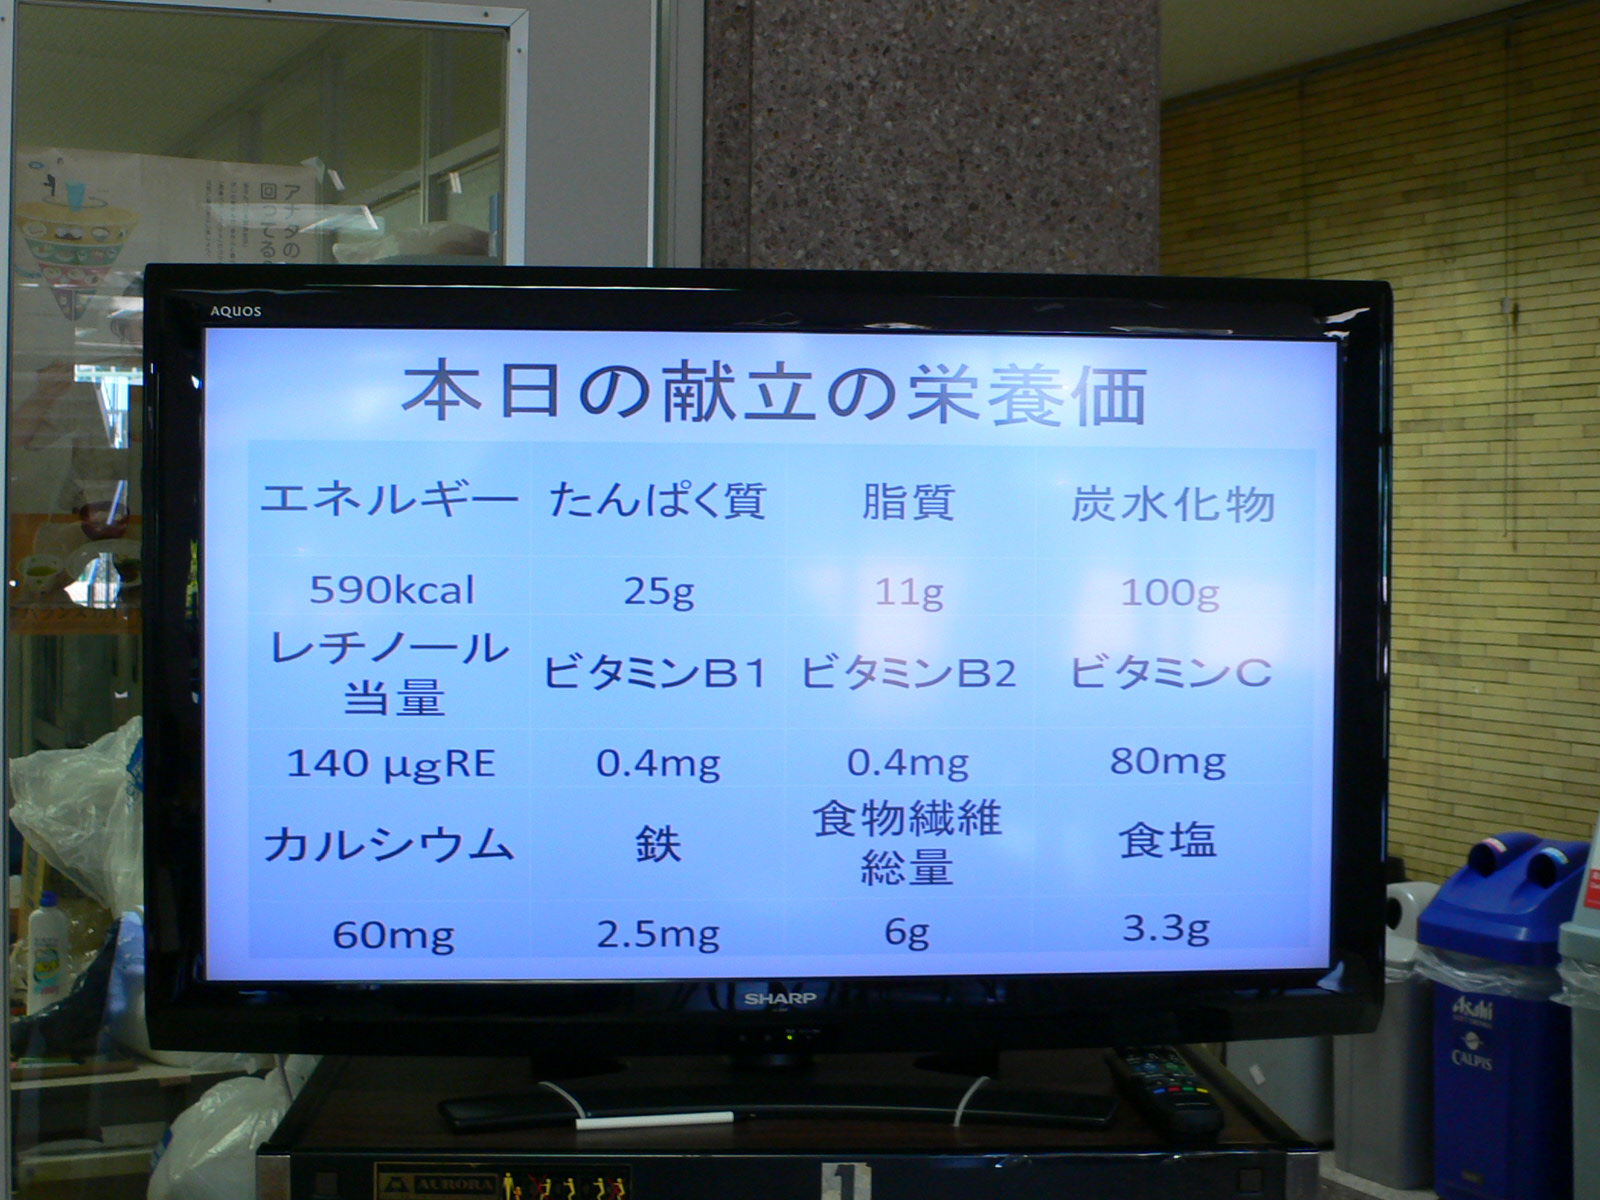 アナタの
回ってる
AQUOS
本日の献立の栄養価
エネルギー たんぱく質 脂質 炭水化物
590kcal 25g 11g 100g
レチノール当量 ビタミンB1 ビタミンB2 ビタミンC
140 μgRE 0.4mg 0.4mg 80mg
カルシウム 鉄 食物繊維総量 食塩
60mg 2.5mg 6g 3.3g
SHARP
Asahi
CALPIS
AURORA
1